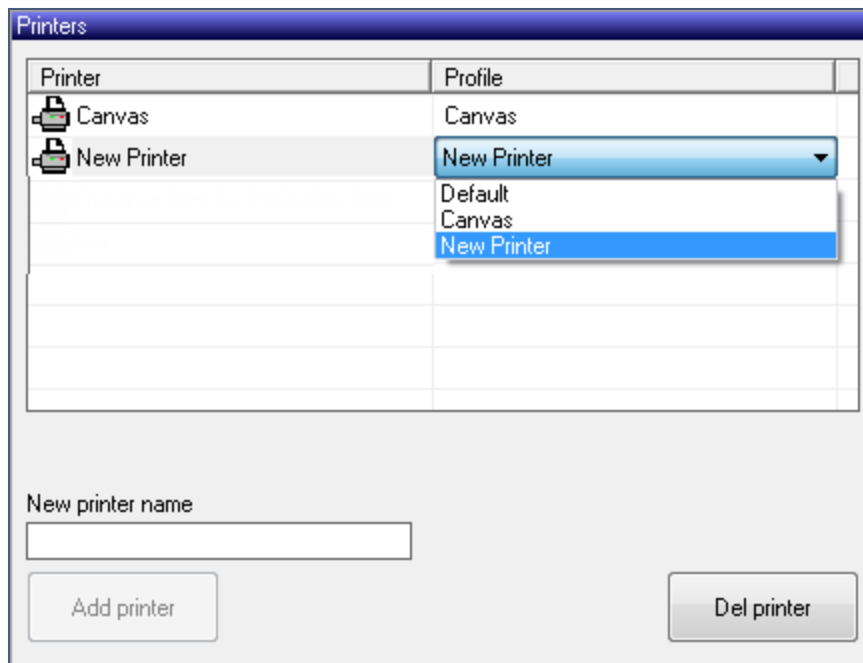 Printers
Printer Profile
Canvas Canvas
New Printer New Printer
Default
Canvas
New Printer
New printer name
Add printer Del printer